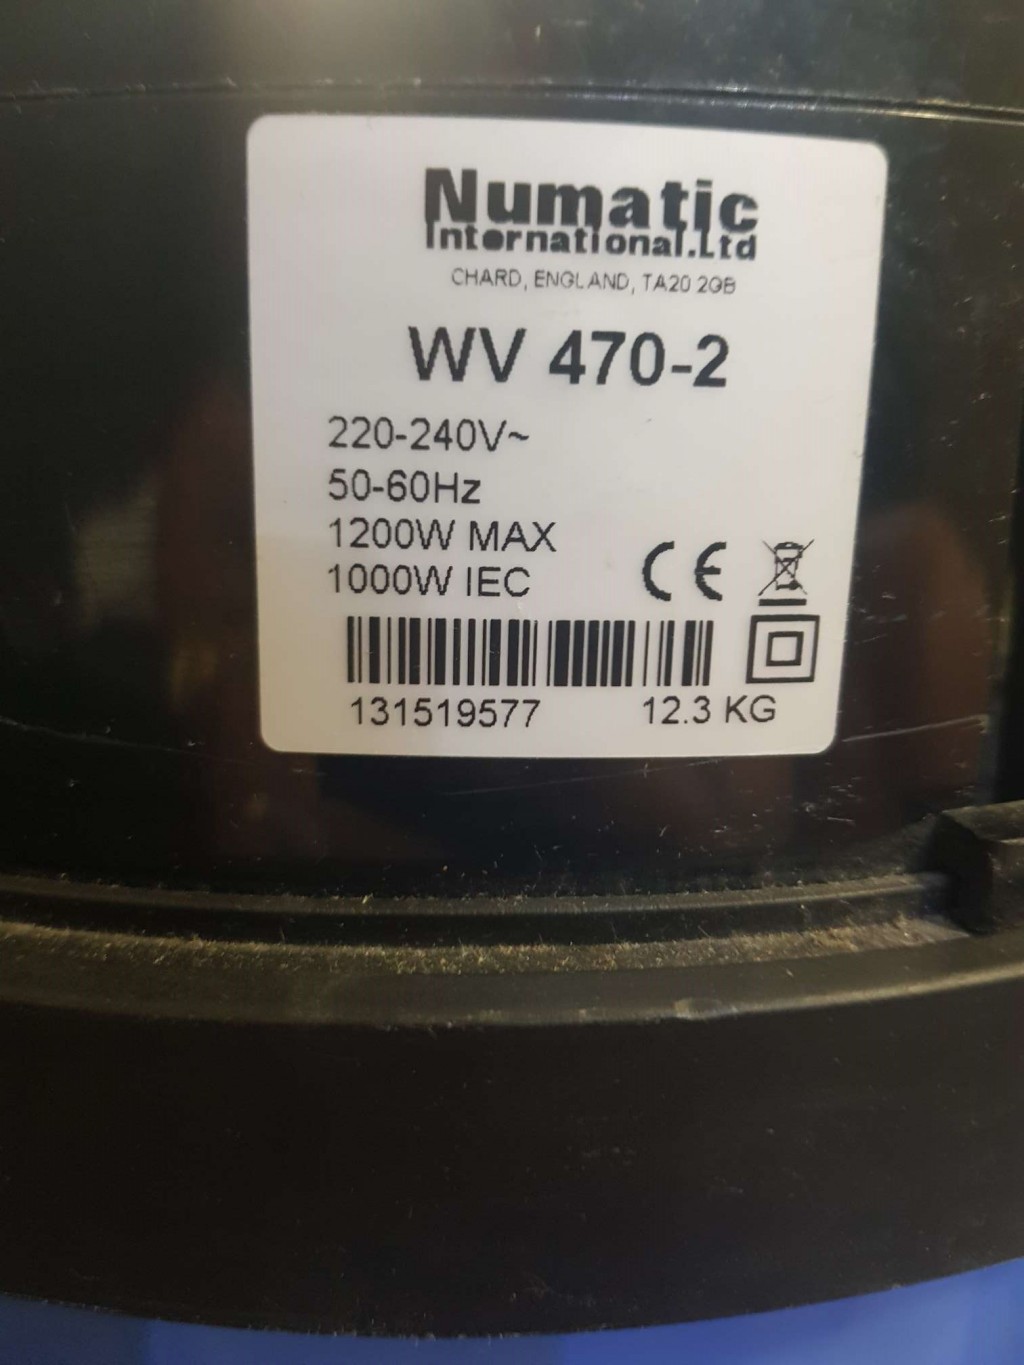 Numatic
International.Ltd
CHARD, ENGLAND, TA20 2GB
WV 470-2
220-240V~
50-60Hz
1200W MAX
1000W IEC
CE
131519577 12.3 KG